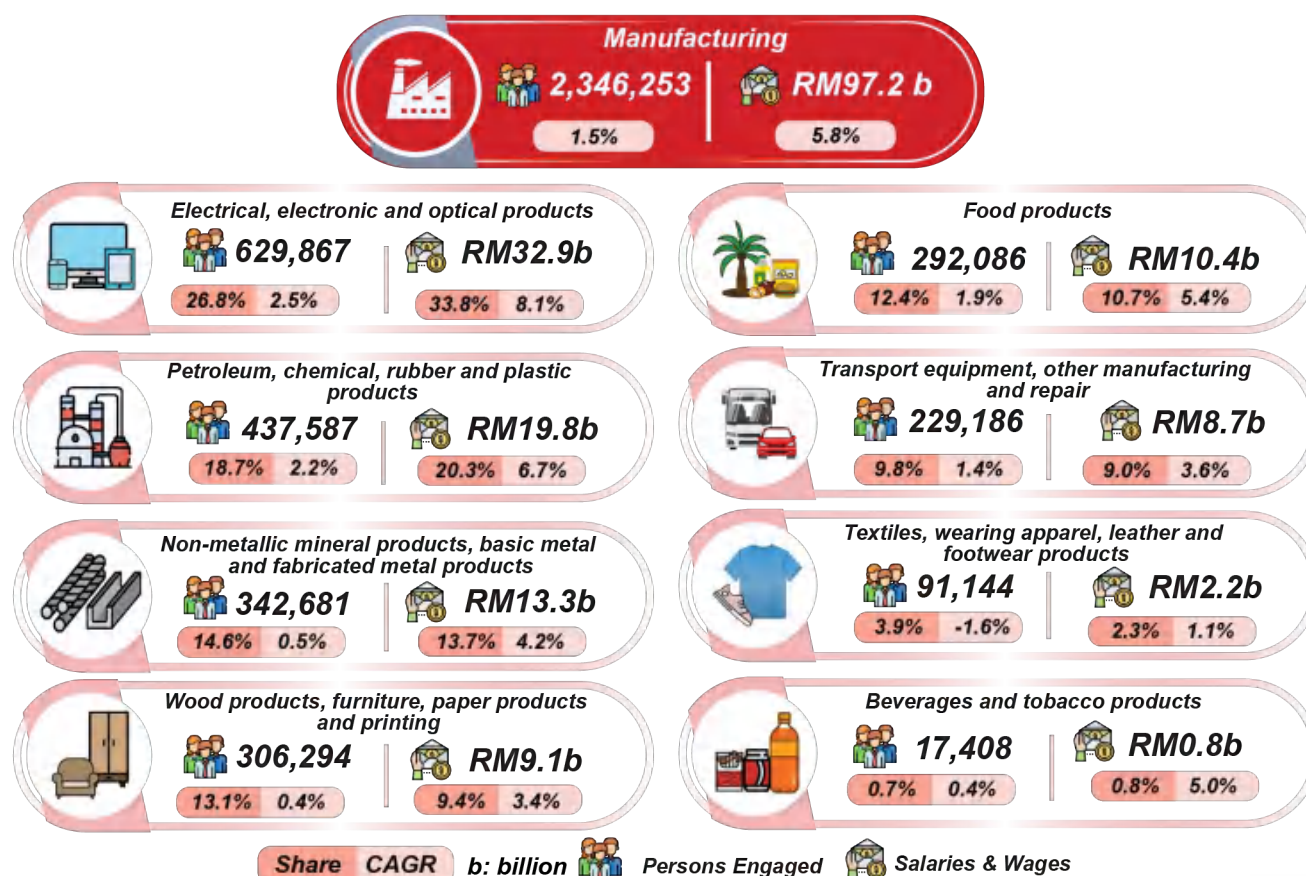 Manufacturing
2,346,253
RM97.2 b
1.5%
5.8%
Electrical, electronic and optical products
629,867
RM32.9b
26.8% 2.5%
33.8% 8.1%
Petroleum, chemical, rubber and plastic
products
437,587
RM19.8b
18.7% 2.2%
20.3% 6.7%
Non-metallic mineral products, basic metal
and fabricated metal products
342,681
RM13.3b
14.6% 0.5%
13.7% 4.2%
Wood products, furniture, paper products
and printing
306,294
RM9.1b
13.1% 0.4%
9.4% 3.4%
Food products
292,086
RM10.4b
12.4% 1.9%
10.7% 5.4%
Transport equipment, other manufacturing
and repair
229,186
RM8.7b
9.8% 1.4%
9.0% 3.6%
Textiles, wearing apparel, leather and
footwear products
91,144
RM2.2b
3.9% -1.6%
2.3% 1.1%
Beverages and tobacco products
17,408
RM0.8b
0.7% 0.4%
0.8% 5.0%
Share CAGR b: billion Persons Engaged Salaries & Wages